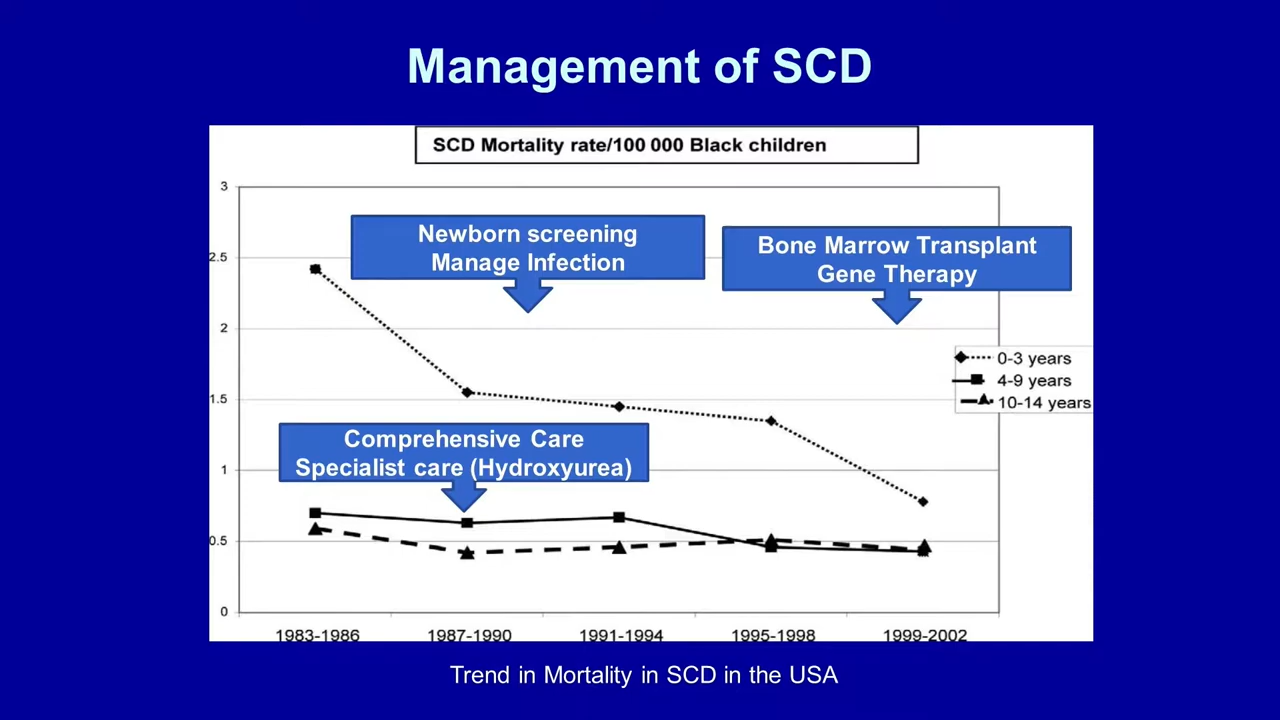 Management of SCD
SCD Mortality rate/100 000 Black children
3
2.5
2
1.5
1
0.5
0
Newborn screening
Manage Infection
Bone Marrow Transplant
Gene Therapy
0-3 years
4-9 years
10-14 years
Comprehensive Care
Specialist care (Hydroxyurea)
1983-1986
1987-1990
1991-1994
1995-1998
1999-2002
Trend in Mortality in SCD in the USA